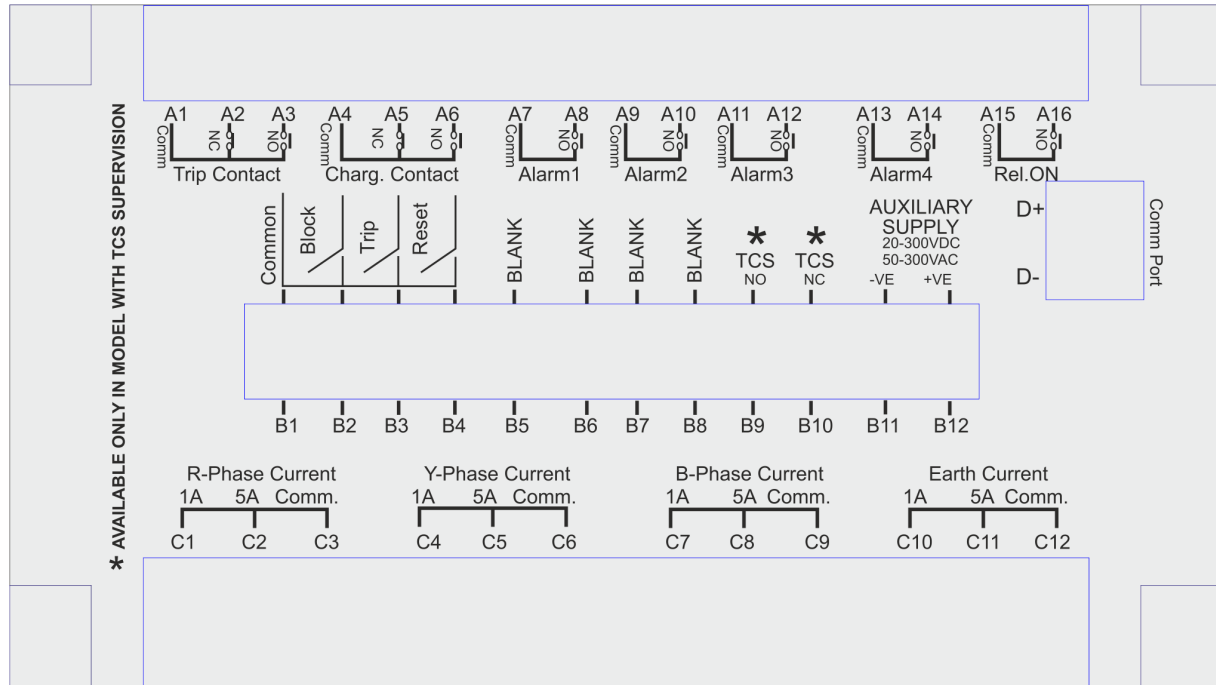 A1 A2 A3 A4 A5 A6 A7 A8 A9 A10 A11 A12 A13 A14 A15 A16
Comm NC NO Comm NC NO Comm NO Comm NO Comm NO Comm NO Comm NO
Trip Contact Charg. Contact Alarm1 Alarm2 Alarm3 Alarm4 Rel.ON
Common Block Trip Reset BLANK BLANK BLANK BLANK
* TCS NO
* TCS NC
AUXILIARY
SUPPLY
20-300VDC
50-300VAC
-VE +VE
D+
D-
Comm Port
B1 B2 B3 B4 B5 B6 B7 B8 B9 B10 B11 B12
R-Phase Current Y-Phase Current B-Phase Current Earth Current
1A 5A Comm. 1A 5A Comm. 1A 5A Comm. 1A 5A Comm.
C1 C2 C3 C4 C5 C6 C7 C8 C9 C10 C11 C12
* AVAILABLE ONLY IN MODEL WITH TCS SUPERVISION